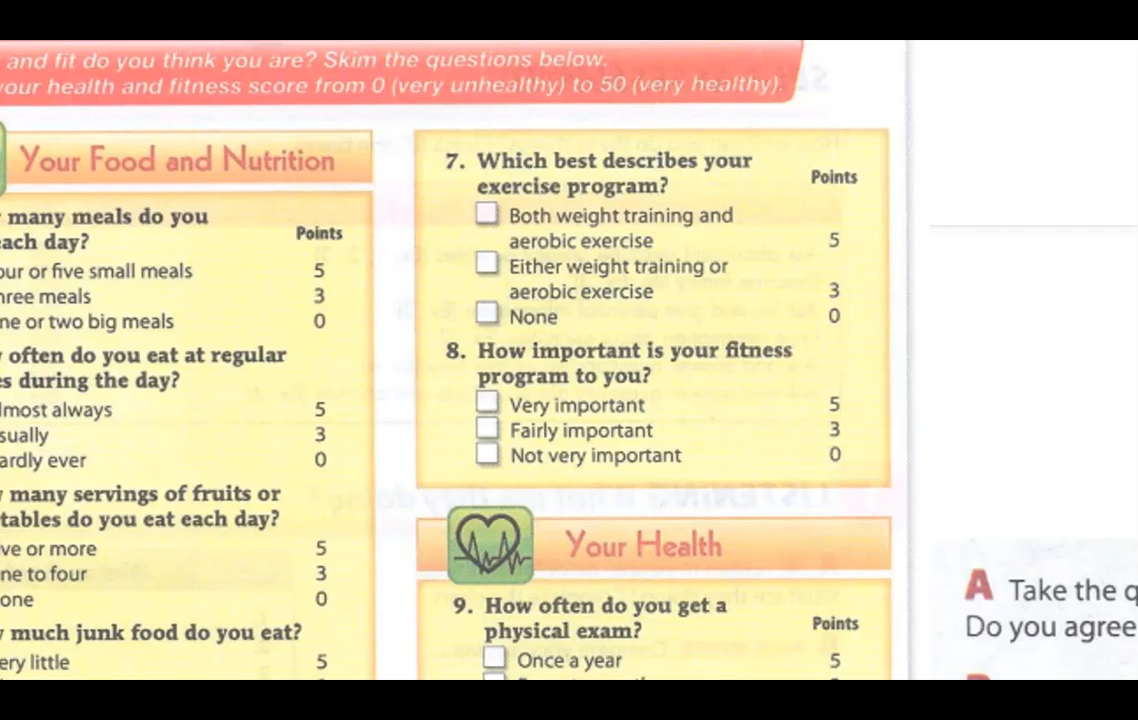 and fit do you think you are? Skim the questions below.
your health and fitness score from 0 (very unhealthy) to 50 (very healthy).
Your Food and Nutrition
many meals do you
each day? Points
our or five small meals 5
hree meals 3
ne or two big meals 0
often do you eat at regular
es during the day?
lmost always 5
sually 3
ardly ever 0
many servings of fruits or
tables do you eat each day?
ive or more 5
ne to four 3
one 0
much junk food do you eat?
ery little 5
7. Which best describes your
exercise program? Points
Both weight training and
aerobic exercise 5
Either weight training or
aerobic exercise 3
None 0
8. How important is your fitness
program to you?
Very important 5
Fairly important 3
Not very important 0
Your Health
9. How often do you get a
physical exam? Points
Once a year 5
A Take the q
Do you agree